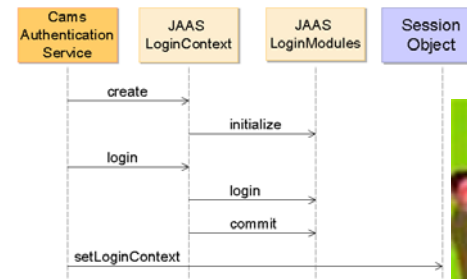 Cams
Authentication
Service
JAAS
LoginContext
JAAS
LoginModules
Session
Object
create
initialize
login
login
commit
setLoginContext